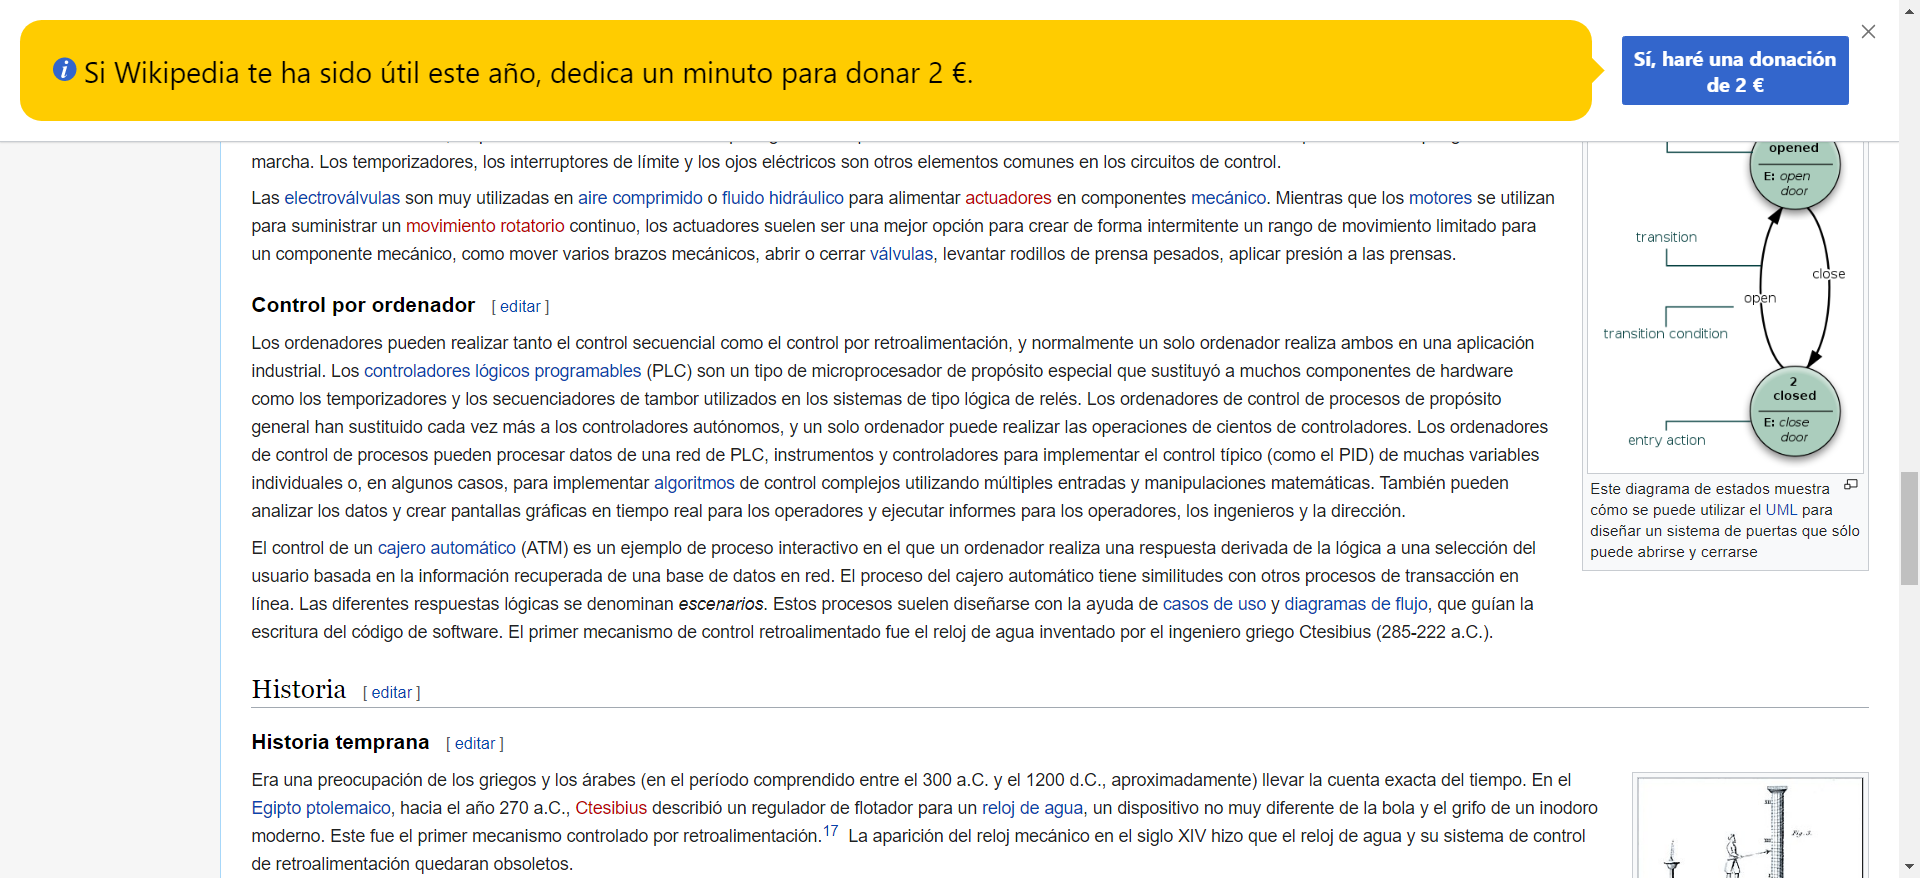 Si Wikipedia te ha sido útil este año, dedica un minuto para donar 2 €.
Sí, haré una donación
de 2 €
marcha. Los temporizadores, los interruptores de límite y los ojos eléctricos son otros elementos comunes en los circuitos de control.
Las electroválvulas son muy utilizadas en aire comprimido o fluido hidráulico para alimentar actuadores en componentes mecánico. Mientras que los motores se utilizan
para suministrar un movimiento rotatorio continuo, los actuadores suelen ser una mejor opción para crear de forma intermitente un rango de movimiento limitado para
un componente mecánico, como mover varios brazos mecánicos, abrir o cerrar válvulas, levantar rodillos de prensa pesados, aplicar presión a las prensas.
Control por ordenador [ editar ]
Los ordenadores pueden realizar tanto el control secuencial como el control por retroalimentación, y normalmente un solo ordenador realiza ambos en una aplicación
industrial. Los controladores lógicos programables (PLC) son un tipo de microprocesador de propósito especial que sustituyó a muchos componentes de hardware
como los temporizadores y los secuenciadores de tambor utilizados en los sistemas de tipo lógica de relés. Los ordenadores de control de procesos de propósito
general han sustituido cada vez más a los controladores autónomos, y un solo ordenador puede realizar las operaciones de cientos de controladores. Los ordenadores
de control de procesos pueden procesar datos de una red de PLC, instrumentos y controladores para implementar el control típico (como el PID) de muchas variables
individuales o, en algunos casos, para implementar algoritmos de control complejos utilizando múltiples entradas y manipulaciones matemáticas. También pueden
analizar los datos y crear pantallas gráficas en tiempo real para los operadores y ejecutar informes para los operadores, los ingenieros y la dirección.
El control de un cajero automático (ATM) es un ejemplo de proceso interactivo en el que un ordenador realiza una respuesta derivada de la lógica a una selección del
usuario basada en la información recuperada de una base de datos en red. El proceso del cajero automático tiene similitudes con otros procesos de transacción en
línea. Las diferentes respuestas lógicas se denominan escenarios. Estos procesos suelen diseñarse con la ayuda de casos de uso y diagramas de flujo, que guían la
escritura del código de software. El primer mecanismo de control retroalimentado fue el reloj de agua inventado por el ingeniero griego Ctesibius (285-222 a.C.).
opened
E: open
door
transition
close
open
transition condition
2
closed
E: close
door
entry action
Este diagrama de estados muestra
cómo se puede utilizar el UML para
diseñar un sistema de puertas que sólo
puede abrirse y cerrarse
Historia [ editar ]
Historia temprana [ editar ]
Era una preocupación de los griegos y los árabes (en el período comprendido entre el 300 a.C. y el 1200 d.C., aproximadamente) llevar la cuenta exacta del tiempo. En el
Egipto ptolemaico, hacia el año 270 a.C., Ctesibius describió un regulador de flotador para un reloj de agua, un dispositivo no muy diferente de la bola y el grifo de un inodoro
moderno. Este fue el primer mecanismo controlado por retroalimentación.17 La aparición del reloj mecánico en el siglo XIV hizo que el reloj de agua y su sistema de control
de retroalimentación quedaran obsoletos.
Fig. 3.